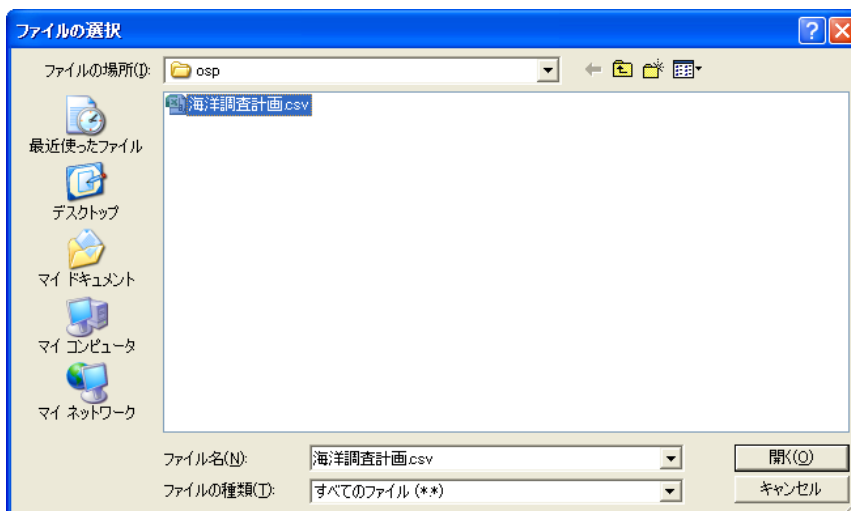 ファイルの選択
ファイルの場所(I):
osp
最近使ったファイル
デスクトップ
マイ ドキュメント
マイ コンピュータ
マイ ネットワーク
海洋調査計画.csv
ファイル名(N):
海洋調査計画.csv
開く(O)
ファイルの種類(T):
すべてのファイル (*.*)
キャンセル